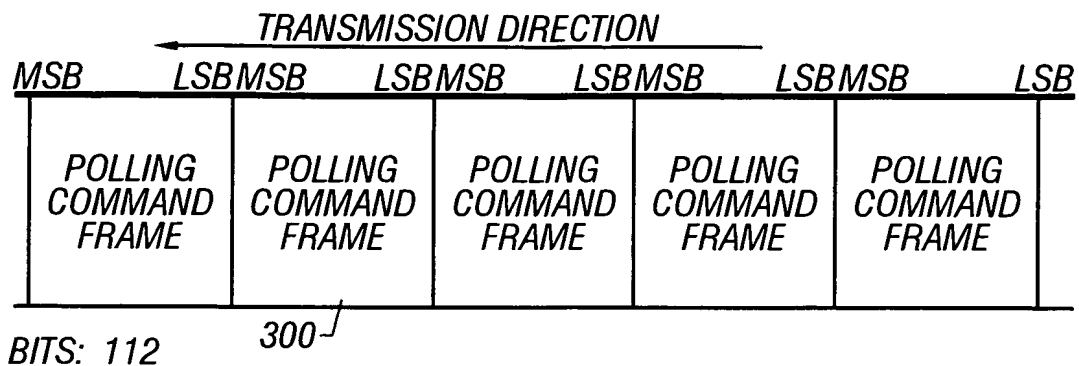 TRANSMISSION DIRECTION
MSB LSB MSB LSB MSB LSB MSB LSB MSB LSB
POLLING COMMAND FRAME
POLLING COMMAND FRAME
POLLING COMMAND FRAME
POLLING COMMAND FRAME
POLLING COMMAND FRAME
300
BITS: 112